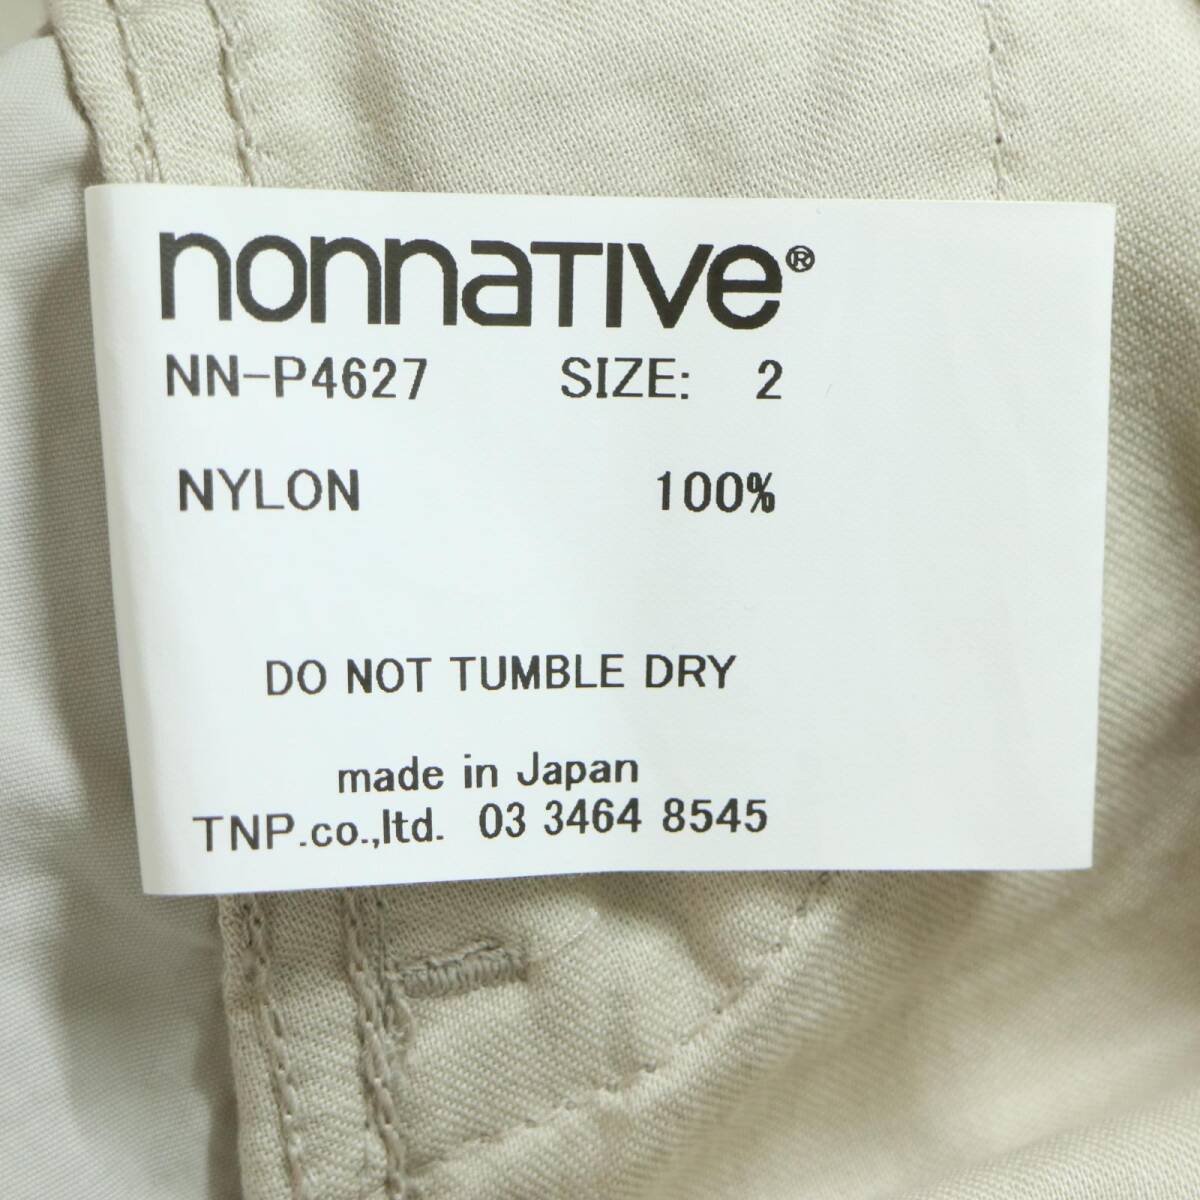 nonnaTIVe®
NN-P4627 SIZE: 2
NYLON 100%
DO NOT TUMBLE DRY
made in Japan
TNP.co.,ltd. 03 3464 8545